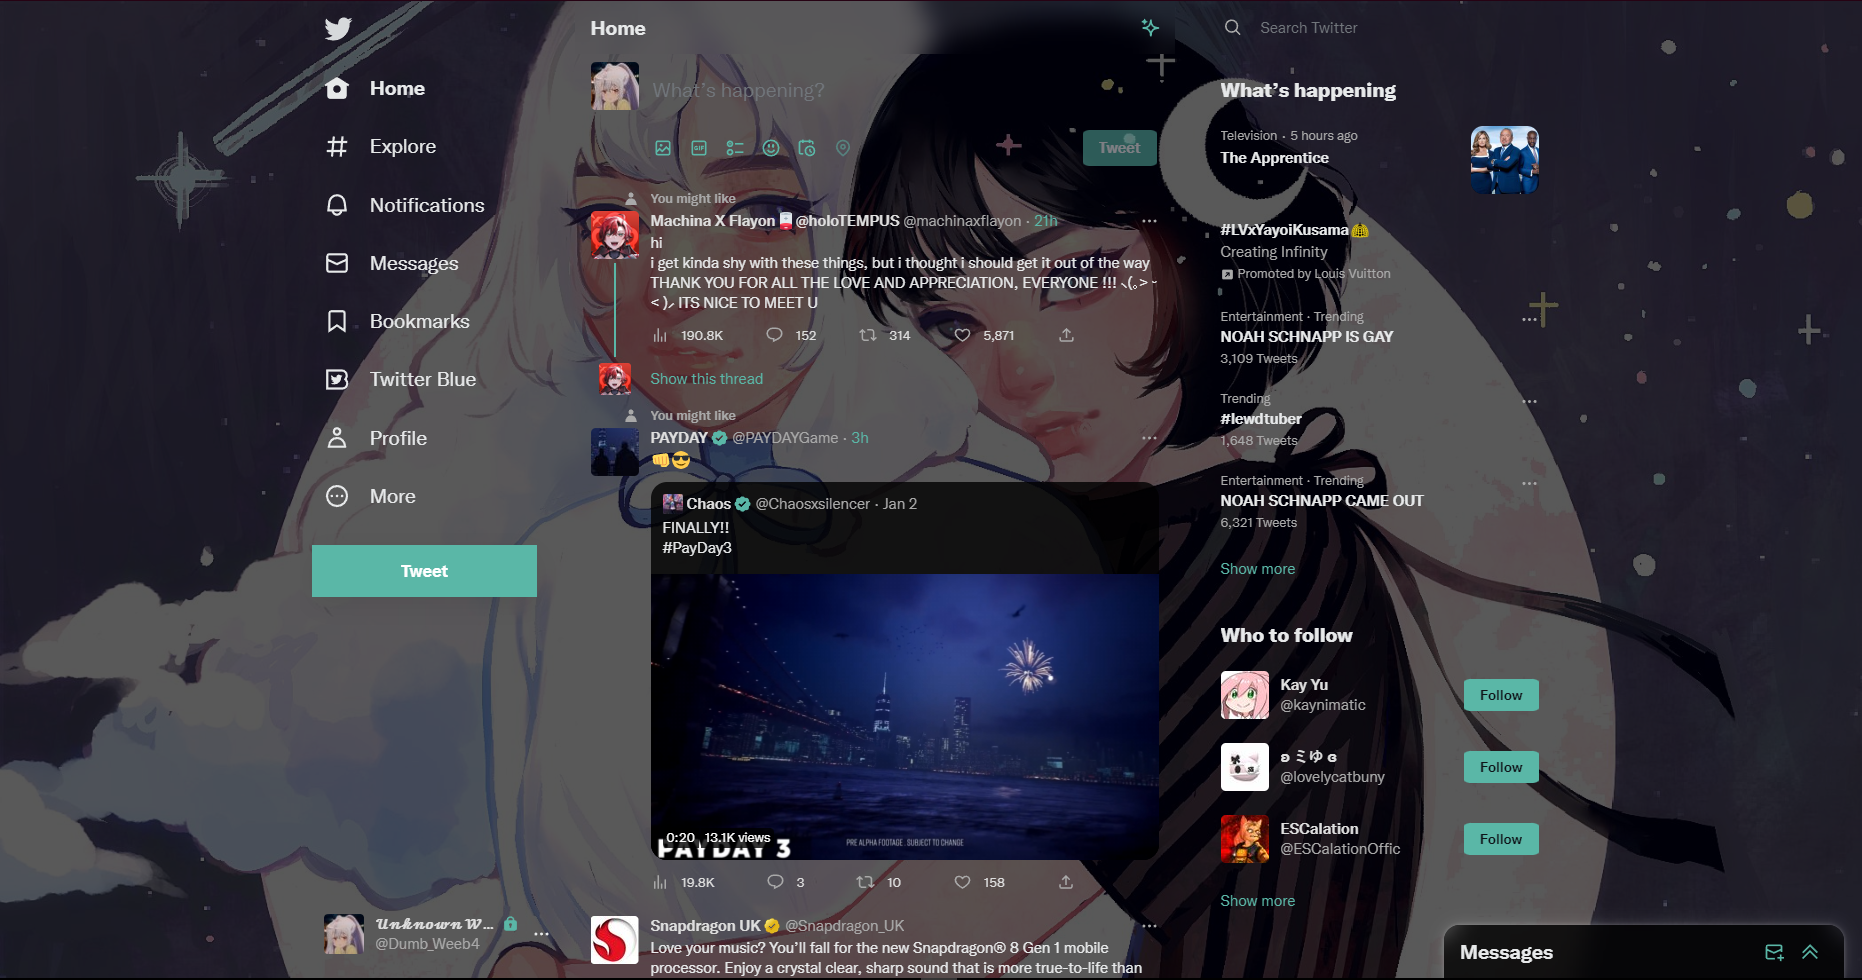 Home
Explore
Notifications
Messages
Bookmarks
Twitter Blue
Profile
More
Tweet
𝓤𝓷𝓴𝓷𝓸𝔀𝓷 𝓦...
@Dumb_Weeb4
Home
What's happening?
GIF
Tweet
You might like
Machina X Flayon @holoTEMPUS @machinaxflayon · 21h
hi
i get kinda shy with these things, but i thought i should get it out of the way
THANK YOU FOR ALL THE LOVE AND APPRECIATION, EVERYONE !!! ⸜(｡> ᵕ
< )⸝ ITS NICE TO MEET U
190.8K 152 314 5,871
Show this thread
You might like
PAYDAY @PAYDAYGame · 3h
👊😎
Chaos @Chaosxsilencer · Jan 2
FINALLY!!
#PayDay3
0:20 13.1K views
PAYDAY 3
PRE ALPHA FOOTAGE . SUBJECT TO CHANGE
19.8K 3 10 158
Snapdragon UK @Snapdragon_UK
Love your music? You'll fall for the new Snapdragon® 8 Gen 1 mobile
processor. Enjoy a crystal clear, sharp sound that is more true-to-life than
Search Twitter
What's happening
Television · 5 hours ago
The Apprentice
#LVxYayoiKusama
Creating Infinity
Promoted by Louis Vuitton
Entertainment · Trending
NOAH SCHNAPP IS GAY
3,109 Tweets
Trending
#lewdtuber
1,648 Tweets
Entertainment · Trending
NOAH SCHNAPP CAME OUT
6,321 Tweets
Show more
Who to follow
Kay Yu
@kaynimatic
Follow
ʚ ミゆ ɞ
@lovelycatbuny
Follow
ESCalation
@ESCalationOffic
Follow
Show more
Messages